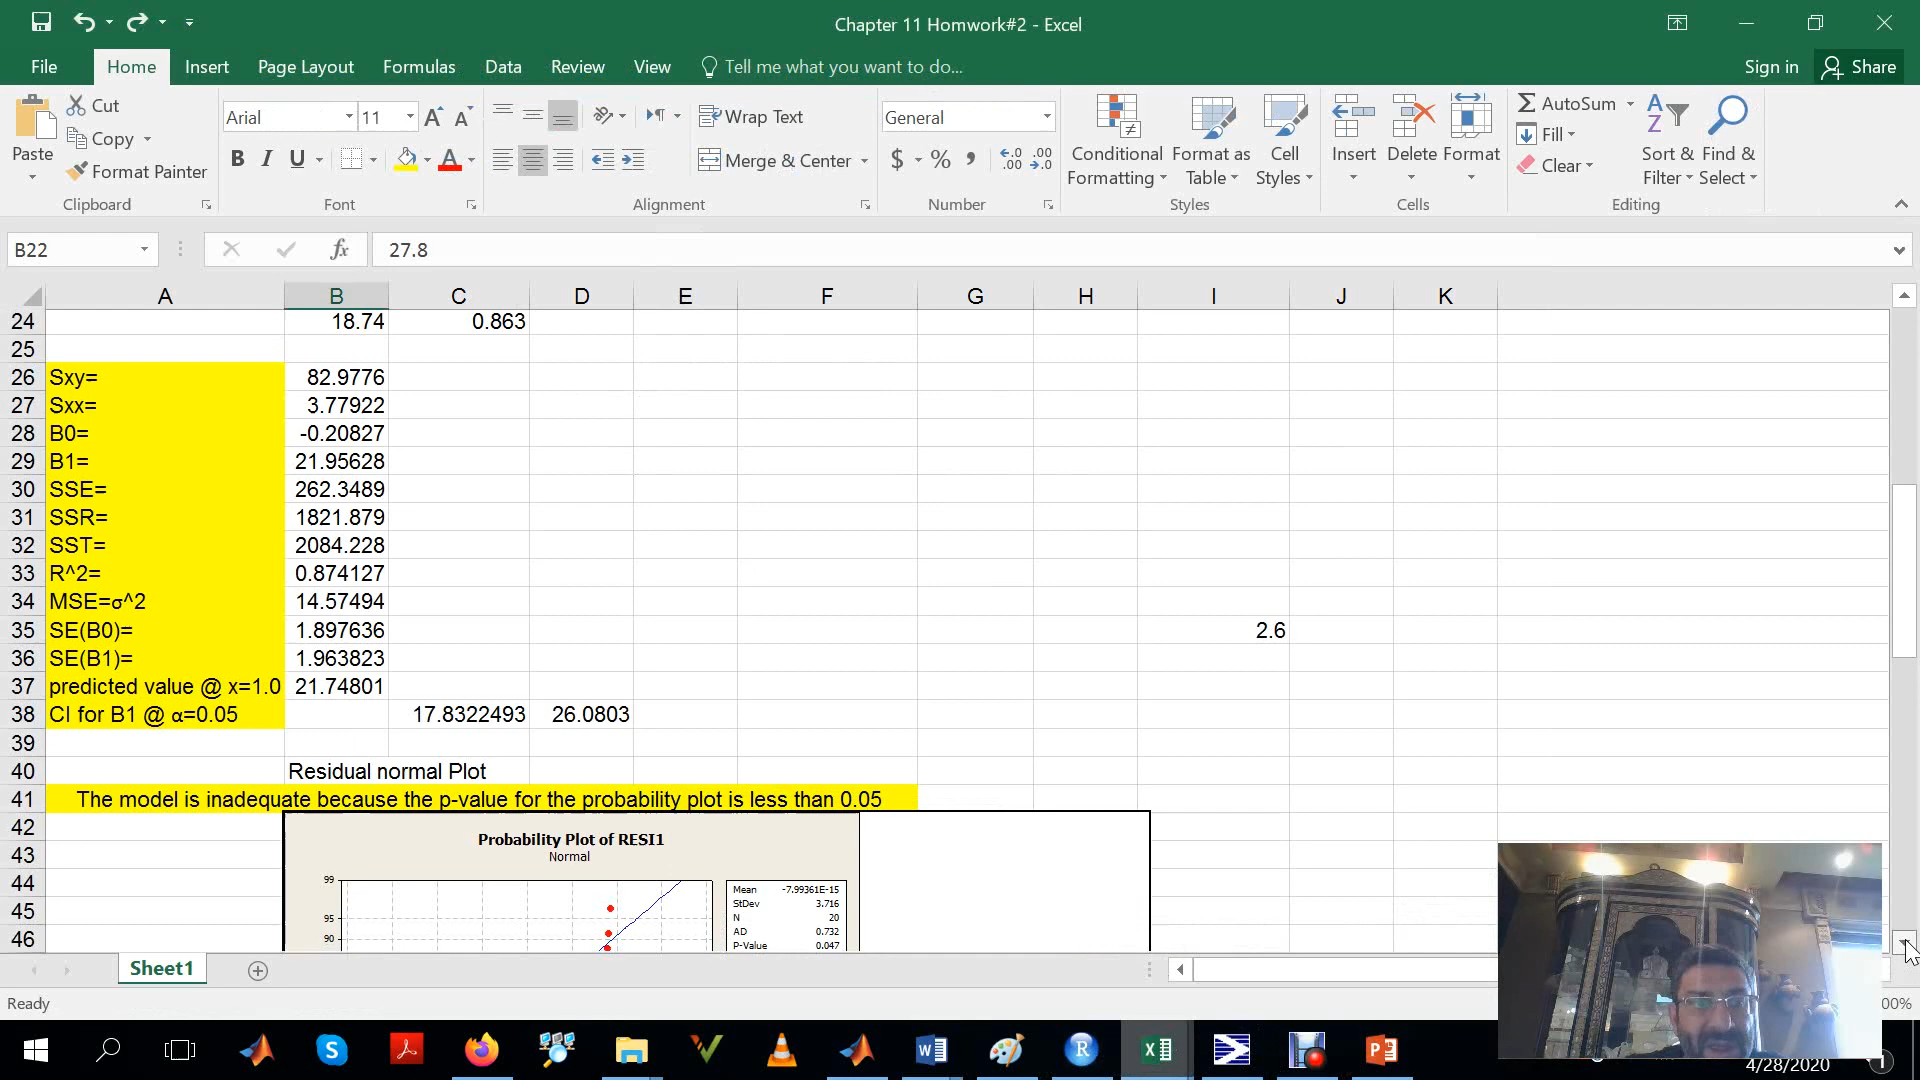 Chapter 11 Homwork#2 - Excel
File Home Insert Page Layout Formulas Data Review View Tell me what you want to do... Sign in Share
Paste Cut Copy Format Painter Clipboard
Arial 11 B I U Font
Wrap Text Merge & Center Alignment
General $ % , Number
Conditional Formatting Format as Table Cell Styles Styles
Insert Delete Format Cells
AutoSum Fill Clear Sort & Filter Find & Select Editing
B22 fx 27.8
A B C D E F G H I J K
24 18.74 0.863
25
26 Sxy= 82.9776
27 Sxx= 3.77922
28 B0= -0.20827
29 B1= 21.95628
30 SSE= 262.3489
31 SSR= 1821.879
32 SST= 2084.228
33 R^2= 0.874127
34 MSE=σ^2 14.57494
35 SE(B0)= 1.897636 2.6
36 SE(B1)= 1.963823
37 predicted value @ x=1.0 21.74801
38 CI for B1 @ α=0.05 17.8322493 26.0803
39
40 Residual normal Plot
41 The model is inadequate because the p-value for the probability plot is less than 0.05
42
43
44
45
46
Probability Plot of RESI1
Normal
99
95
90
Mean -7.99361E-15
StDev 3.716
N 20
AD 0.732
P-Value 0.047
Sheet1
Ready
00%
4/28/2020
1